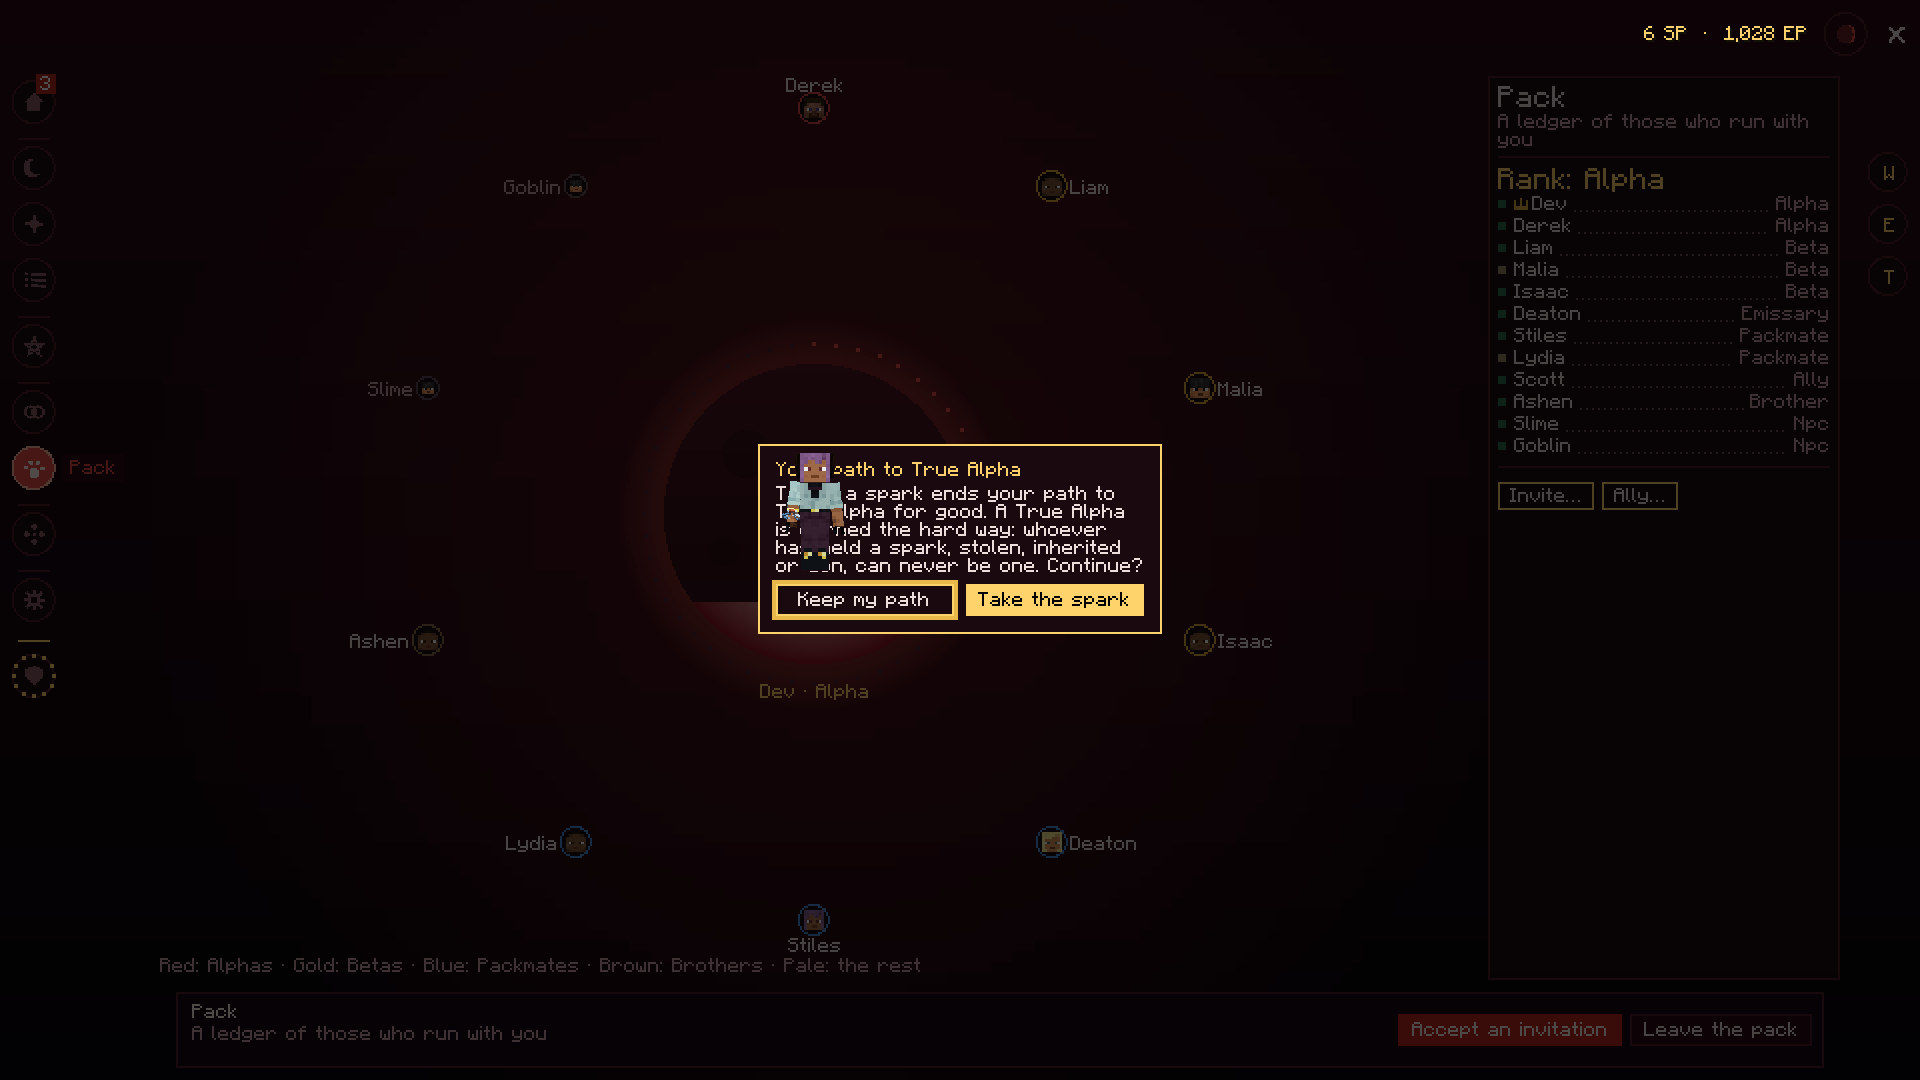 6 SP · 1,028 EP
3
Derek
Goblin
Liam
Slime
Malia
Pack
Ashen
Isaac
Dev · Alpha
Lydia
Deaton
Stiles
Red: Alphas · Gold: Betas · Blue: Packmates · Brown: Brothers · Pale: the rest
path to True Alpha
a spark ends your path to
for good. A True Alpha
the hard way: whoever
a spark, stolen, inherited
or can never be one. Continue?
Keep my path
Take the spark
Pack
A ledger of those who run with
you
Rank: Alpha
Dev Alpha
Derek Alpha
Liam Beta
Malia Beta
Isaac Beta
Deaton Emissary
Stiles Packmate
Lydia Packmate
Scott Ally
Ashen Brother
Slime Npc
Goblin Npc
Invite... Ally...
W
E
T
Pack
A ledger of those who run with you
Accept an invitation
Leave the pack